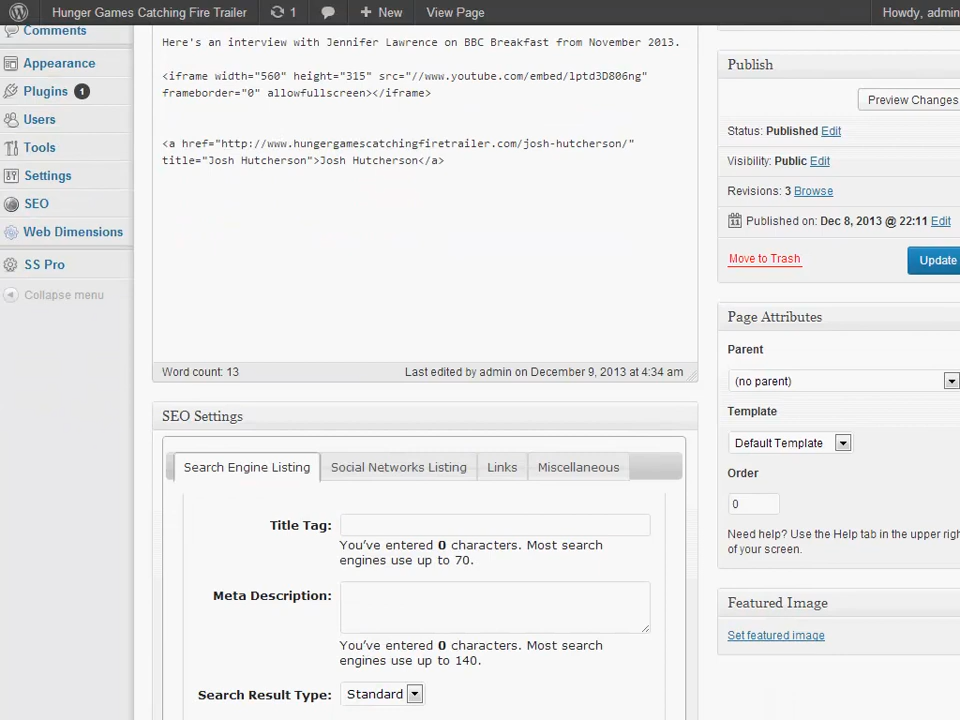 Hunger Games Catching Fire Trailer 1 New View Page Howdy, admin
Comments
Appearance
Plugins 1
Users
Tools
Settings
SEO
Web Dimensions
SS Pro
Collapse menu
Here's an interview with Jennifer Lawrence on BBC Breakfast from November 2013.
<iframe width="560" height="315" src="//www.youtube.com/embed/lptd3D806ng"
frameborder="0" allowfullscreen></iframe>
<a href="http://www.hungergamescatchingfiretrailer.com/josh-hutcherson/"
title="Josh Hutcherson">Josh Hutcherson</a>
Word count: 13 Last edited by admin on December 9, 2013 at 4:34 am
SEO Settings
Search Engine Listing Social Networks Listing Links Miscellaneous
Title Tag:
You've entered 0 characters. Most search
engines use up to 70.
Meta Description:
You've entered 0 characters. Most search
engines use up to 140.
Search Result Type: Standard
Publish
Preview Changes
Status: Published Edit
Visibility: Public Edit
Revisions: 3 Browse
Published on: Dec 8, 2013 @ 22:11 Edit
Move to Trash Update
Page Attributes
Parent
(no parent)
Template
Default Template
Order
0
Need help? Use the Help tab in the upper righ
of your screen.
Featured Image
Set featured image